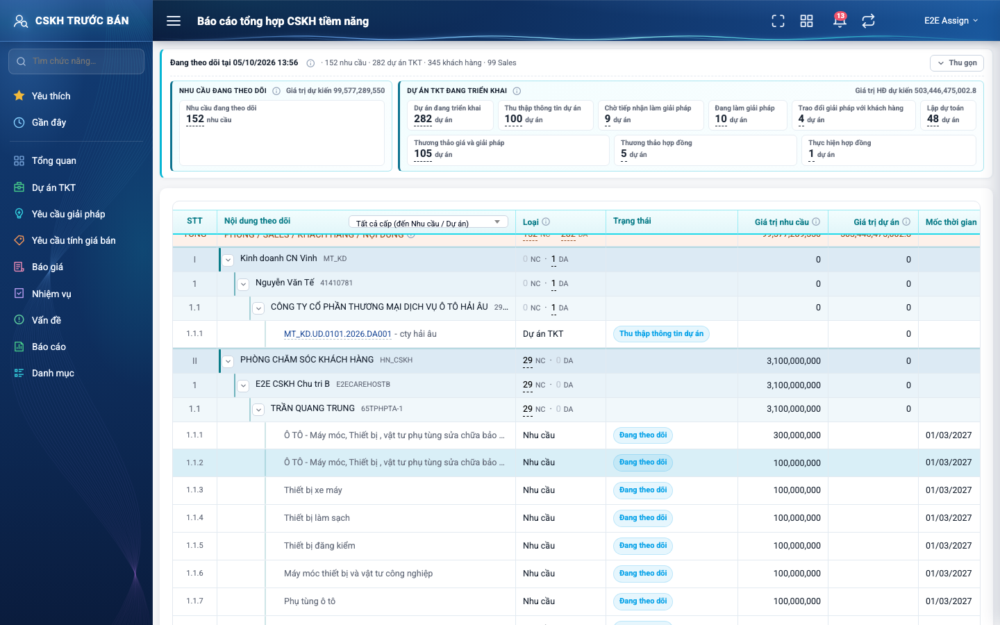 CSKH TRƯỚC BÁN
Báo cáo tổng hợp CSKH tiềm năng
13
E2E Assign
Tìm chức năng...
Yêu thích
Gần đây
Tổng quan
Dự án TKT
Yêu cầu giải pháp
Yêu cầu tính giá bán
Báo giá
Nhiệm vụ
Vấn đề
Báo cáo
Danh mục
Đang theo dõi tại 05/10/2026 13:56 · 152 nhu cầu · 282 dự án TKT · 345 khách hàng · 99 Sales
Thu gọn
NHU CẦU ĐANG THEO DÕI Giá trị dự kiến 99,577,289,550
Nhu cầu đang theo dõi
152 nhu cầu
DỰ ÁN TKT ĐANG TRIỂN KHAI Giá trị HĐ dự kiến 503,446,475,002.8
Dự án đang triển khai
282 dự án
Thu thập thông tin dự án
100 dự án
Chờ tiếp nhận làm giải pháp
9 dự án
Đang làm giải pháp
10 dự án
Trao đổi giải pháp với khách hàng
4 dự án
Lập dự toán
48 dự án
Thương thảo giá và giải pháp
105 dự án
Thương thảo hợp đồng
5 dự án
Thực hiện hợp đồng
1 dự án
STT Nội dung theo dõi Tất cả cấp (đến Nhu cầu / Dự án) Loại Trạng thái Giá trị nhu cầu Giá trị dự án Mốc thời gian
TỔNG PHÒNG / SALES / KHÁCH HÀNG / NỘI DUNG 152 NC · 282 DA 99,577,289,550 503,446,475,002.8
I Kinh doanh CN Vinh MT_KD 0 NC · 1 DA 0 0
1 Nguyễn Văn Tế 41410781 0 NC · 1 DA 0 0
1.1 CÔNG TY CỔ PHẦN THƯƠNG MẠI DỊCH VỤ Ô TÔ HẢI ÂU 29... 0 NC · 1 DA 0 0
1.1.1 MT_KD.UD.0101.2026.DA001 - cty hải âu Dự án TKT Thu thập thông tin dự án 0
II PHÒNG CHĂM SÓC KHÁCH HÀNG HN_CSKH 29 NC · 0 DA 3,100,000,000 0
1 E2E CSKH Chu tri B E2ECAREHOSTB 29 NC · 0 DA 3,100,000,000 0
1.1 TRẦN QUANG TRUNG 65TPHPTA-1 29 NC · 0 DA 3,100,000,000 0
1.1.1 Ô TÔ - Máy móc, Thiết bị , vật tư phụ tùng sửa chữa bảo ... Nhu cầu Đang theo dõi 300,000,000 01/03/2027
1.1.2 Ô TÔ - Máy móc, Thiết bị , vật tư phụ tùng sửa chữa bảo ... Nhu cầu Đang theo dõi 100,000,000 01/03/2027
1.1.3 Thiết bị xe máy Nhu cầu Đang theo dõi 100,000,000 01/03/2027
1.1.4 Thiết bị làm sạch Nhu cầu Đang theo dõi 100,000,000 01/03/2027
1.1.5 Thiết bị đăng kiểm Nhu cầu Đang theo dõi 100,000,000 01/03/2027
1.1.6 Máy móc thiết bị và vật tư công nghiệp Nhu cầu Đang theo dõi 100,000,000 01/03/2027
1.1.7 Phụ tùng ô tô Nhu cầu Đang theo dõi 100,000,000 01/03/2027